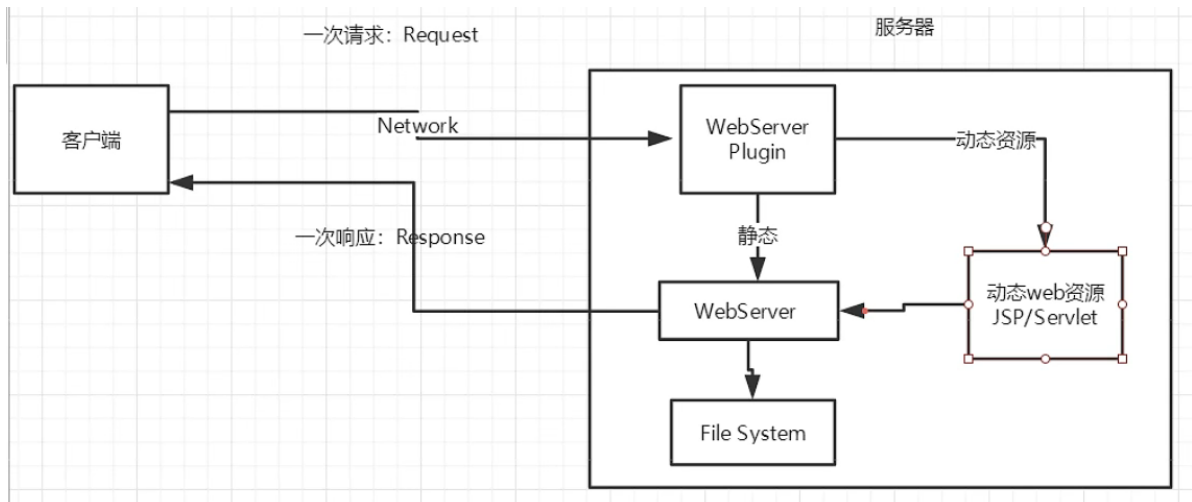 一次请求：Request
服务器
客户端
Network
WebServer
Plugin
动态资源
一次响应：Response
静态
动态web资源
JSP/Servlet
WebServer
File System